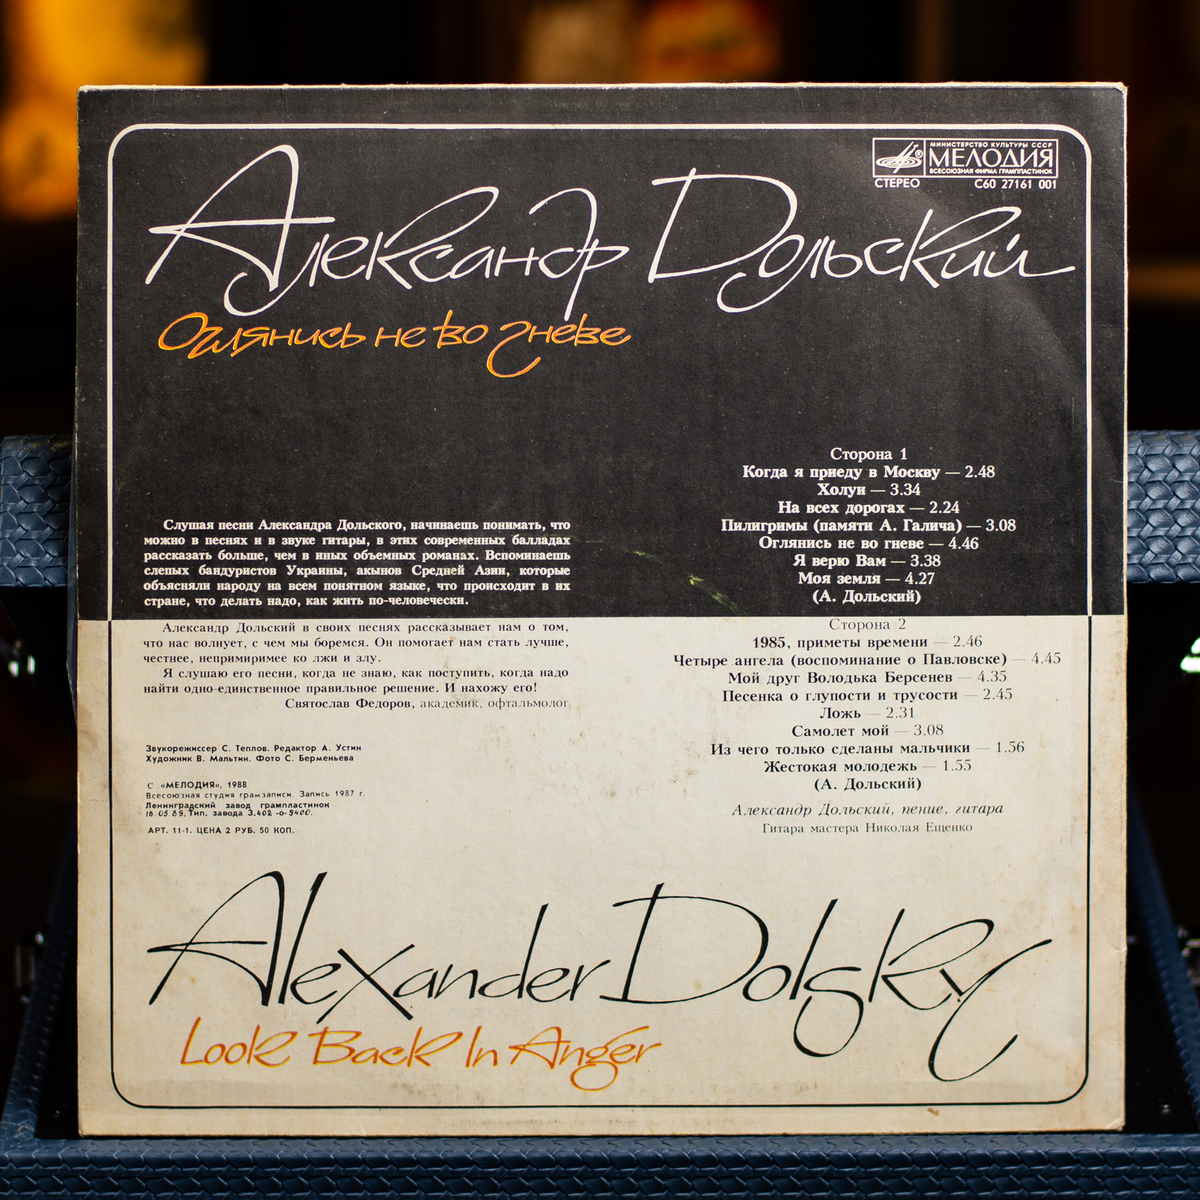 МИНИСТЕРСТВО КУЛЬТУРЫ СССР
МЕЛОДИЯ
ВСЕСОЮЗНАЯ ФИРМА ГРАМПЛАСТИНОК
СТЕРЕО С60 27161 001
Александр Дольский
Оглянись не во гневе
Сторона 1
Когда я приеду в Москву — 2.48
Холуи — 3.34
На всех дорогах — 2.24
Пилигримы (памяти А. Галича) — 3.08
Оглянись не во гневе — 4.46
Я верю Вам — 3.38
Моя земля — 4.27
(А. Дольский)
Сторона 2
1985, приметы времени — 2.46
Четыре ангела (воспоминание о Павловске) — 4.45
Мой друг Володька Берсенев — 4.35
Песенка о глупости и трусости — 2.45
Ложь — 2.31
Самолет мой — 3.08
Из чего только сделаны мальчики — 1.56
Жестокая молодежь — 1.55
(А. Дольский)
Александр Дольский, пение, гитара
Гитара мастера Николая Ещенко
Слушая песни Александра Дольского, начинаешь понимать, что
можно в песнях и в звуке гитары, в этих современных балладах
рассказать больше, чем в иных объемных романах. Вспоминаешь
слепых бандуристов Украины, акынов Средней Азии, которые
объясняли народу на всем понятном языке, что происходит в их
стране, что делать надо, как жить по-человечески.
Александр Дольский в своих песнях рассказывает нам о том,
что нас волнует, с чем мы боремся. Он помогает нам стать лучше,
честнее, непримиримее ко лжи и злу.
Я слушаю его песни, когда не знаю, как поступить, когда надо
найти одно-единственное правильное решение. И нахожу его!
Святослав Федоров, академик, офтальмолог
Звукорежиссер С. Теплов. Редактор А. Устин
Художник В. Мальтин. Фото С. Берменьева
С «МЕЛОДИЯ», 1988
Всесоюзная студия грамзаписи. Запись 1987 г.
Ленинградский завод грампластинок
18.05.89. Тип. завода З.402 -о-9400.
АРТ. 11-1. ЦЕНА 2 РУБ. 50 КОП.
Alexander Dolsky
Look Back In Anger